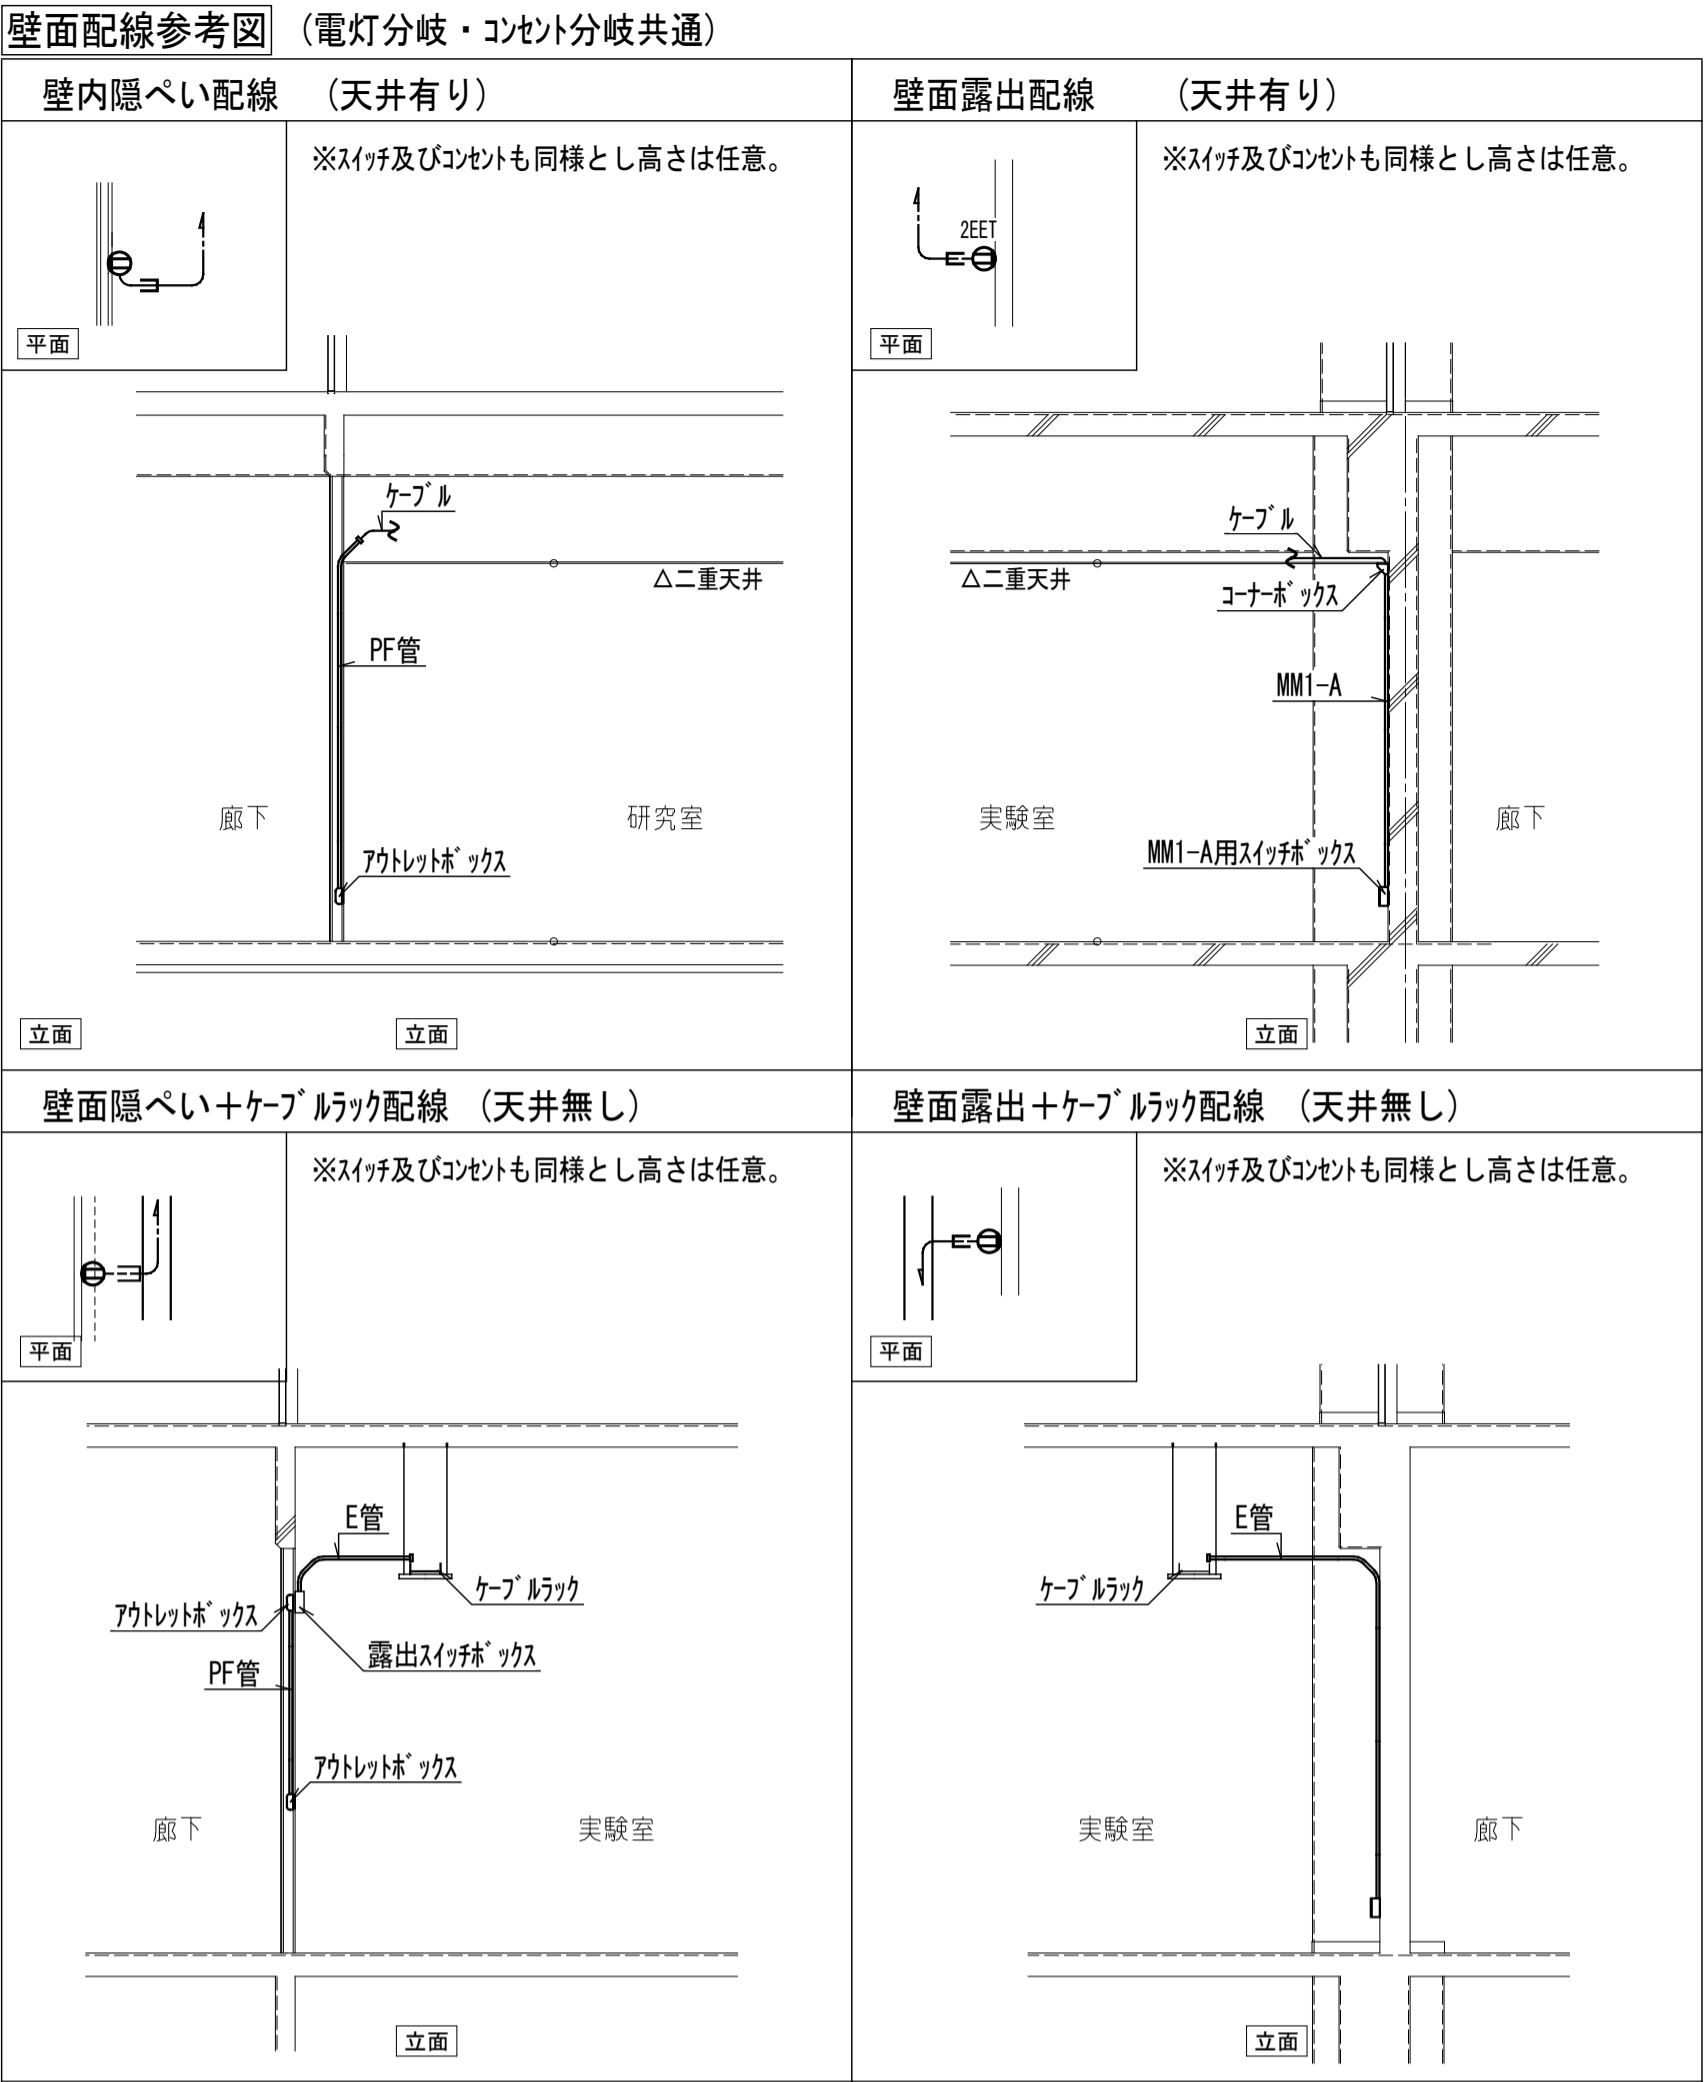 壁面配線参考図 (電灯分岐・ｺﾝｾﾝﾄ分岐共通)
壁内隠ぺい配線 (天井有り)
※ｽｲｯﾁ及びｺﾝｾﾝﾄも同様とし高さは任意。
平面
ｹｰﾌﾞﾙ
△二重天井
PF管
廊下
研究室
ｱｳﾄﾚｯﾄﾎﾞｯｸｽ
立面
立面
壁面露出配線 (天井有り)
※ｽｲｯﾁ及びｺﾝｾﾝﾄも同様とし高さは任意。
2EET
平面
ｹｰﾌﾞﾙ
△二重天井
ｺｰﾅｰﾎﾞｯｸｽ
MM1-A
実験室
廊下
MM1-A用ｽｲｯﾁﾎﾞｯｸｽ
立面
壁面隠ぺい＋ｹｰﾌﾞﾙﾗｯｸ配線 (天井無し)
※ｽｲｯﾁ及びｺﾝｾﾝﾄも同様とし高さは任意。
平面
E管
ｹｰﾌﾞﾙﾗｯｸ
ｱｳﾄﾚｯﾄﾎﾞｯｸｽ
露出ｽｲｯﾁﾎﾞｯｸｽ
PF管
ｱｳﾄﾚｯﾄﾎﾞｯｸｽ
廊下
実験室
立面
壁面露出＋ｹｰﾌﾞﾙﾗｯｸ配線 (天井無し)
※ｽｲｯﾁ及びｺﾝｾﾝﾄも同様とし高さは任意。
平面
E管
ｹｰﾌﾞﾙﾗｯｸ
実験室
廊下
立面